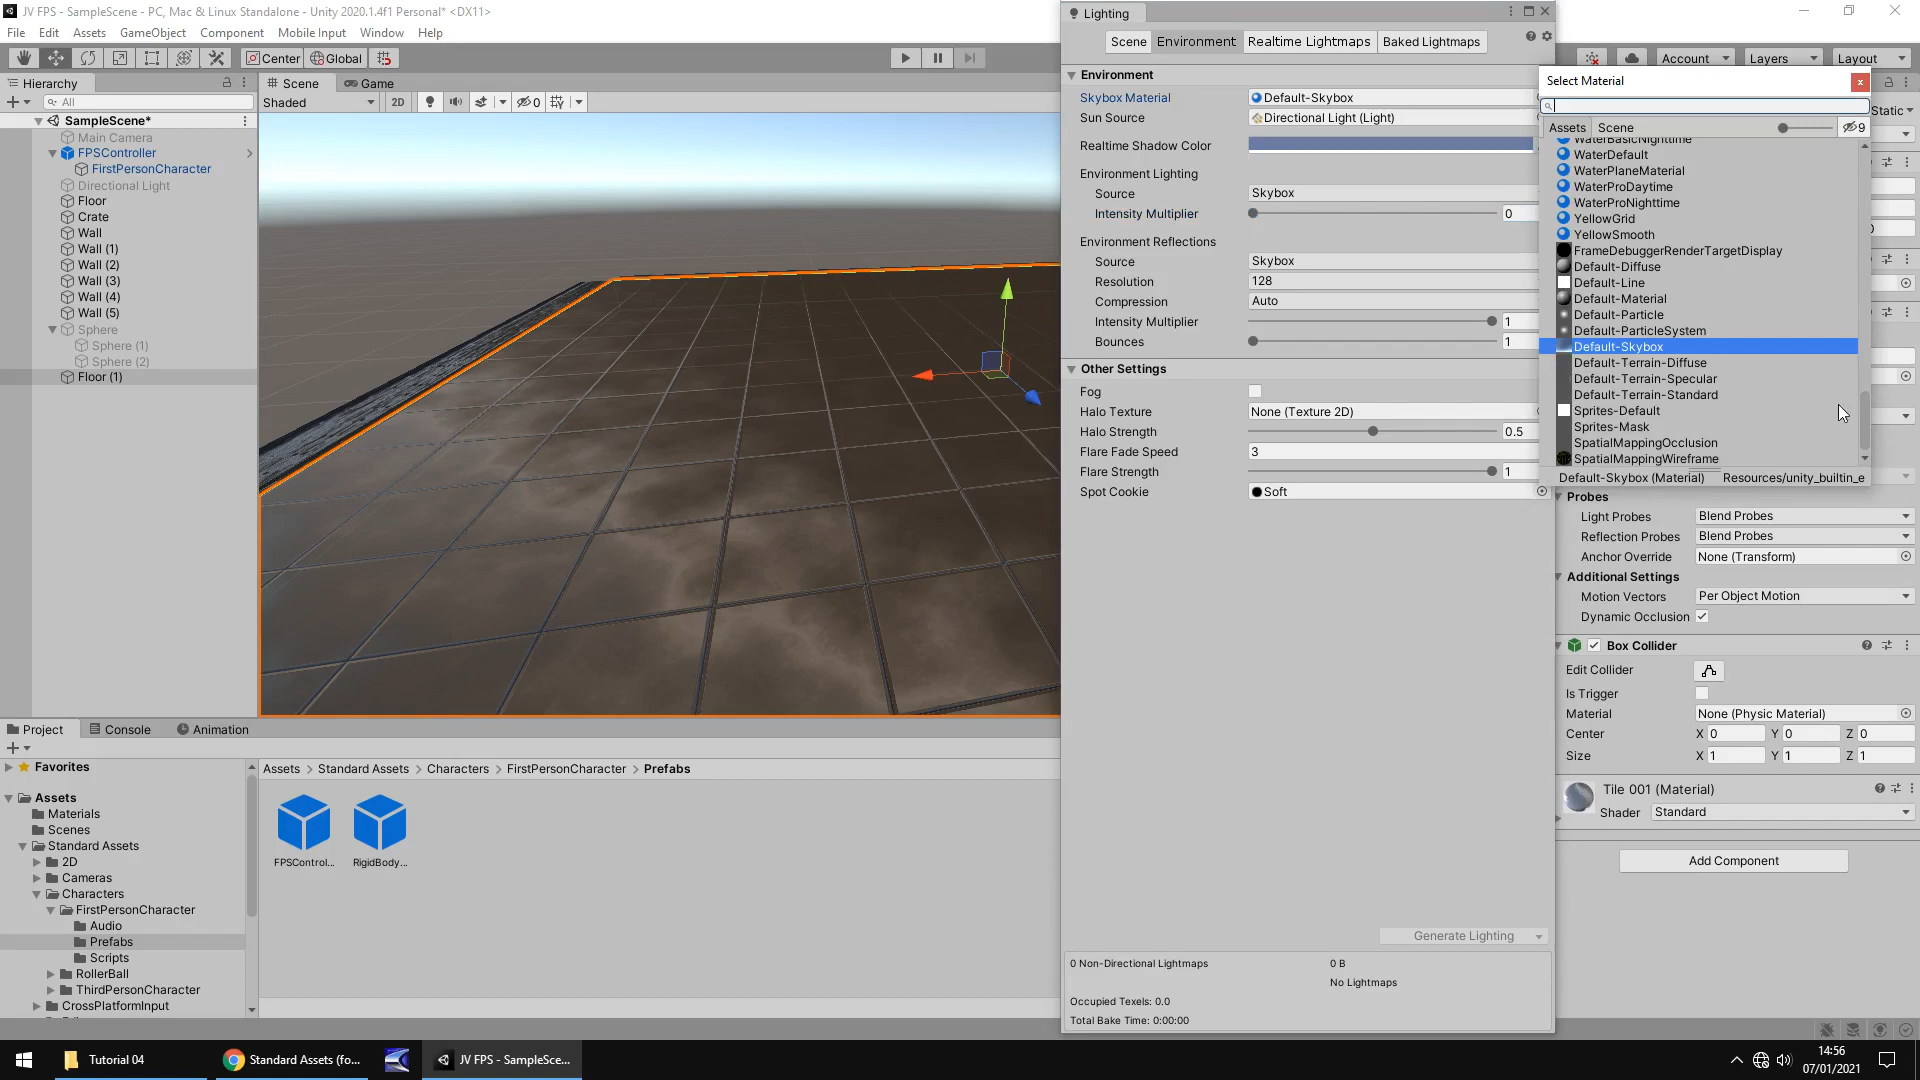 JV FPS - SampleScene - PC, Mac & Linux Standalone - Unity 2020.1.4f1 Personal* <DX11>
File Edit Assets GameObject Component Mobile Input Window Help
Center Global
Account Layers Layout
Hierarchy
All
SampleScene*
Main Camera
FPSController
FirstPersonCharacter
Directional Light
Floor
Crate
Wall
Wall (1)
Wall (2)
Wall (3)
Wall (4)
Wall (5)
Sphere
Sphere (1)
Sphere (2)
Floor (1)
Scene Game
Shaded 2D 0
Lighting
Scene Environment Realtime Lightmaps Baked Lightmaps
Environment
Skybox Material Default-Skybox
Sun Source Directional Light (Light)
Realtime Shadow Color
Environment Lighting
Source Skybox
Intensity Multiplier 0
Environment Reflections
Source Skybox
Resolution 128
Compression Auto
Intensity Multiplier 1
Bounces 1
Other Settings
Fog
Halo Texture None (Texture 2D)
Halo Strength 0.5
Flare Fade Speed 3
Flare Strength 1
Spot Cookie Soft
Generate Lighting
0 Non-Directional Lightmaps 0 B
No Lightmaps
Occupied Texels: 0.0
Total Bake Time: 0:00:00
Select Material
Assets Scene 9
WaterBasicNighttime
WaterDefault
WaterPlaneMaterial
WaterProDaytime
WaterProNighttime
YellowGrid
YellowSmooth
FrameDebuggerRenderTargetDisplay
Default-Diffuse
Default-Line
Default-Material
Default-Particle
Default-ParticleSystem
Default-Skybox
Default-Terrain-Diffuse
Default-Terrain-Specular
Default-Terrain-Standard
Sprites-Default
Sprites-Mask
SpatialMappingOcclusion
SpatialMappingWireframe
Default-Skybox (Material) Resources/unity_builtin_e
Static
Probes
Light Probes Blend Probes
Reflection Probes Blend Probes
Anchor Override None (Transform)
Additional Settings
Motion Vectors Per Object Motion
Dynamic Occlusion
Box Collider
Edit Collider
Is Trigger
Material None (Physic Material)
Center X 0 Y 0 Z 0
Size X 1 Y 1 Z 1
Tile 001 (Material)
Shader Standard
Add Component
Project Console Animation
Favorites
Assets
Materials
Scenes
Standard Assets
2D
Cameras
Characters
FirstPersonCharacter
Audio
Prefabs
Scripts
RollerBall
ThirdPersonCharacter
CrossPlatformInput
Assets > Standard Assets > Characters > FirstPersonCharacter > Prefabs
FPSControl... RigidBody...
Tutorial 04 Standard Assets (fo... JV FPS - SampleSce...
14:56
07/01/2021